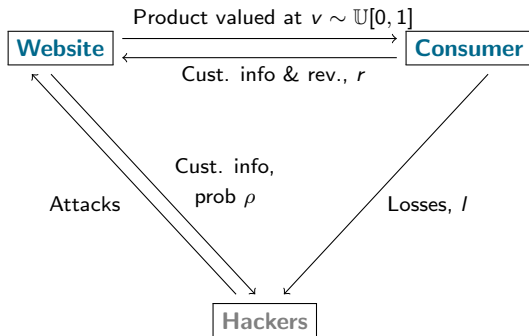 Product valued at v ∼ 𝕌[0, 1]
Website
Consumer
Cust. info & rev., r
Cust. info,
prob ρ
Attacks
Losses, l
Hackers